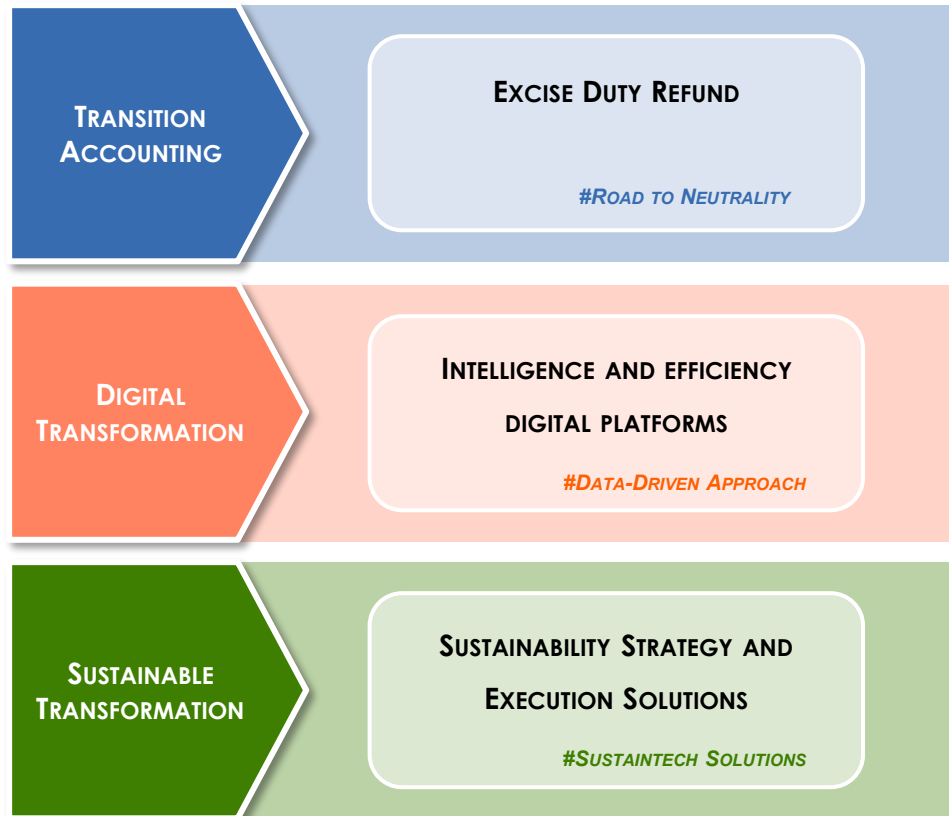 Transition
Accounting
Excise Duty Refund
#Road to Neutrality
Digital
Transformation
Intelligence and efficiency
digital platforms
#Data-Driven Approach
Sustainable
Transformation
Sustainability Strategy and
Execution Solutions
#Sustaintech Solutions